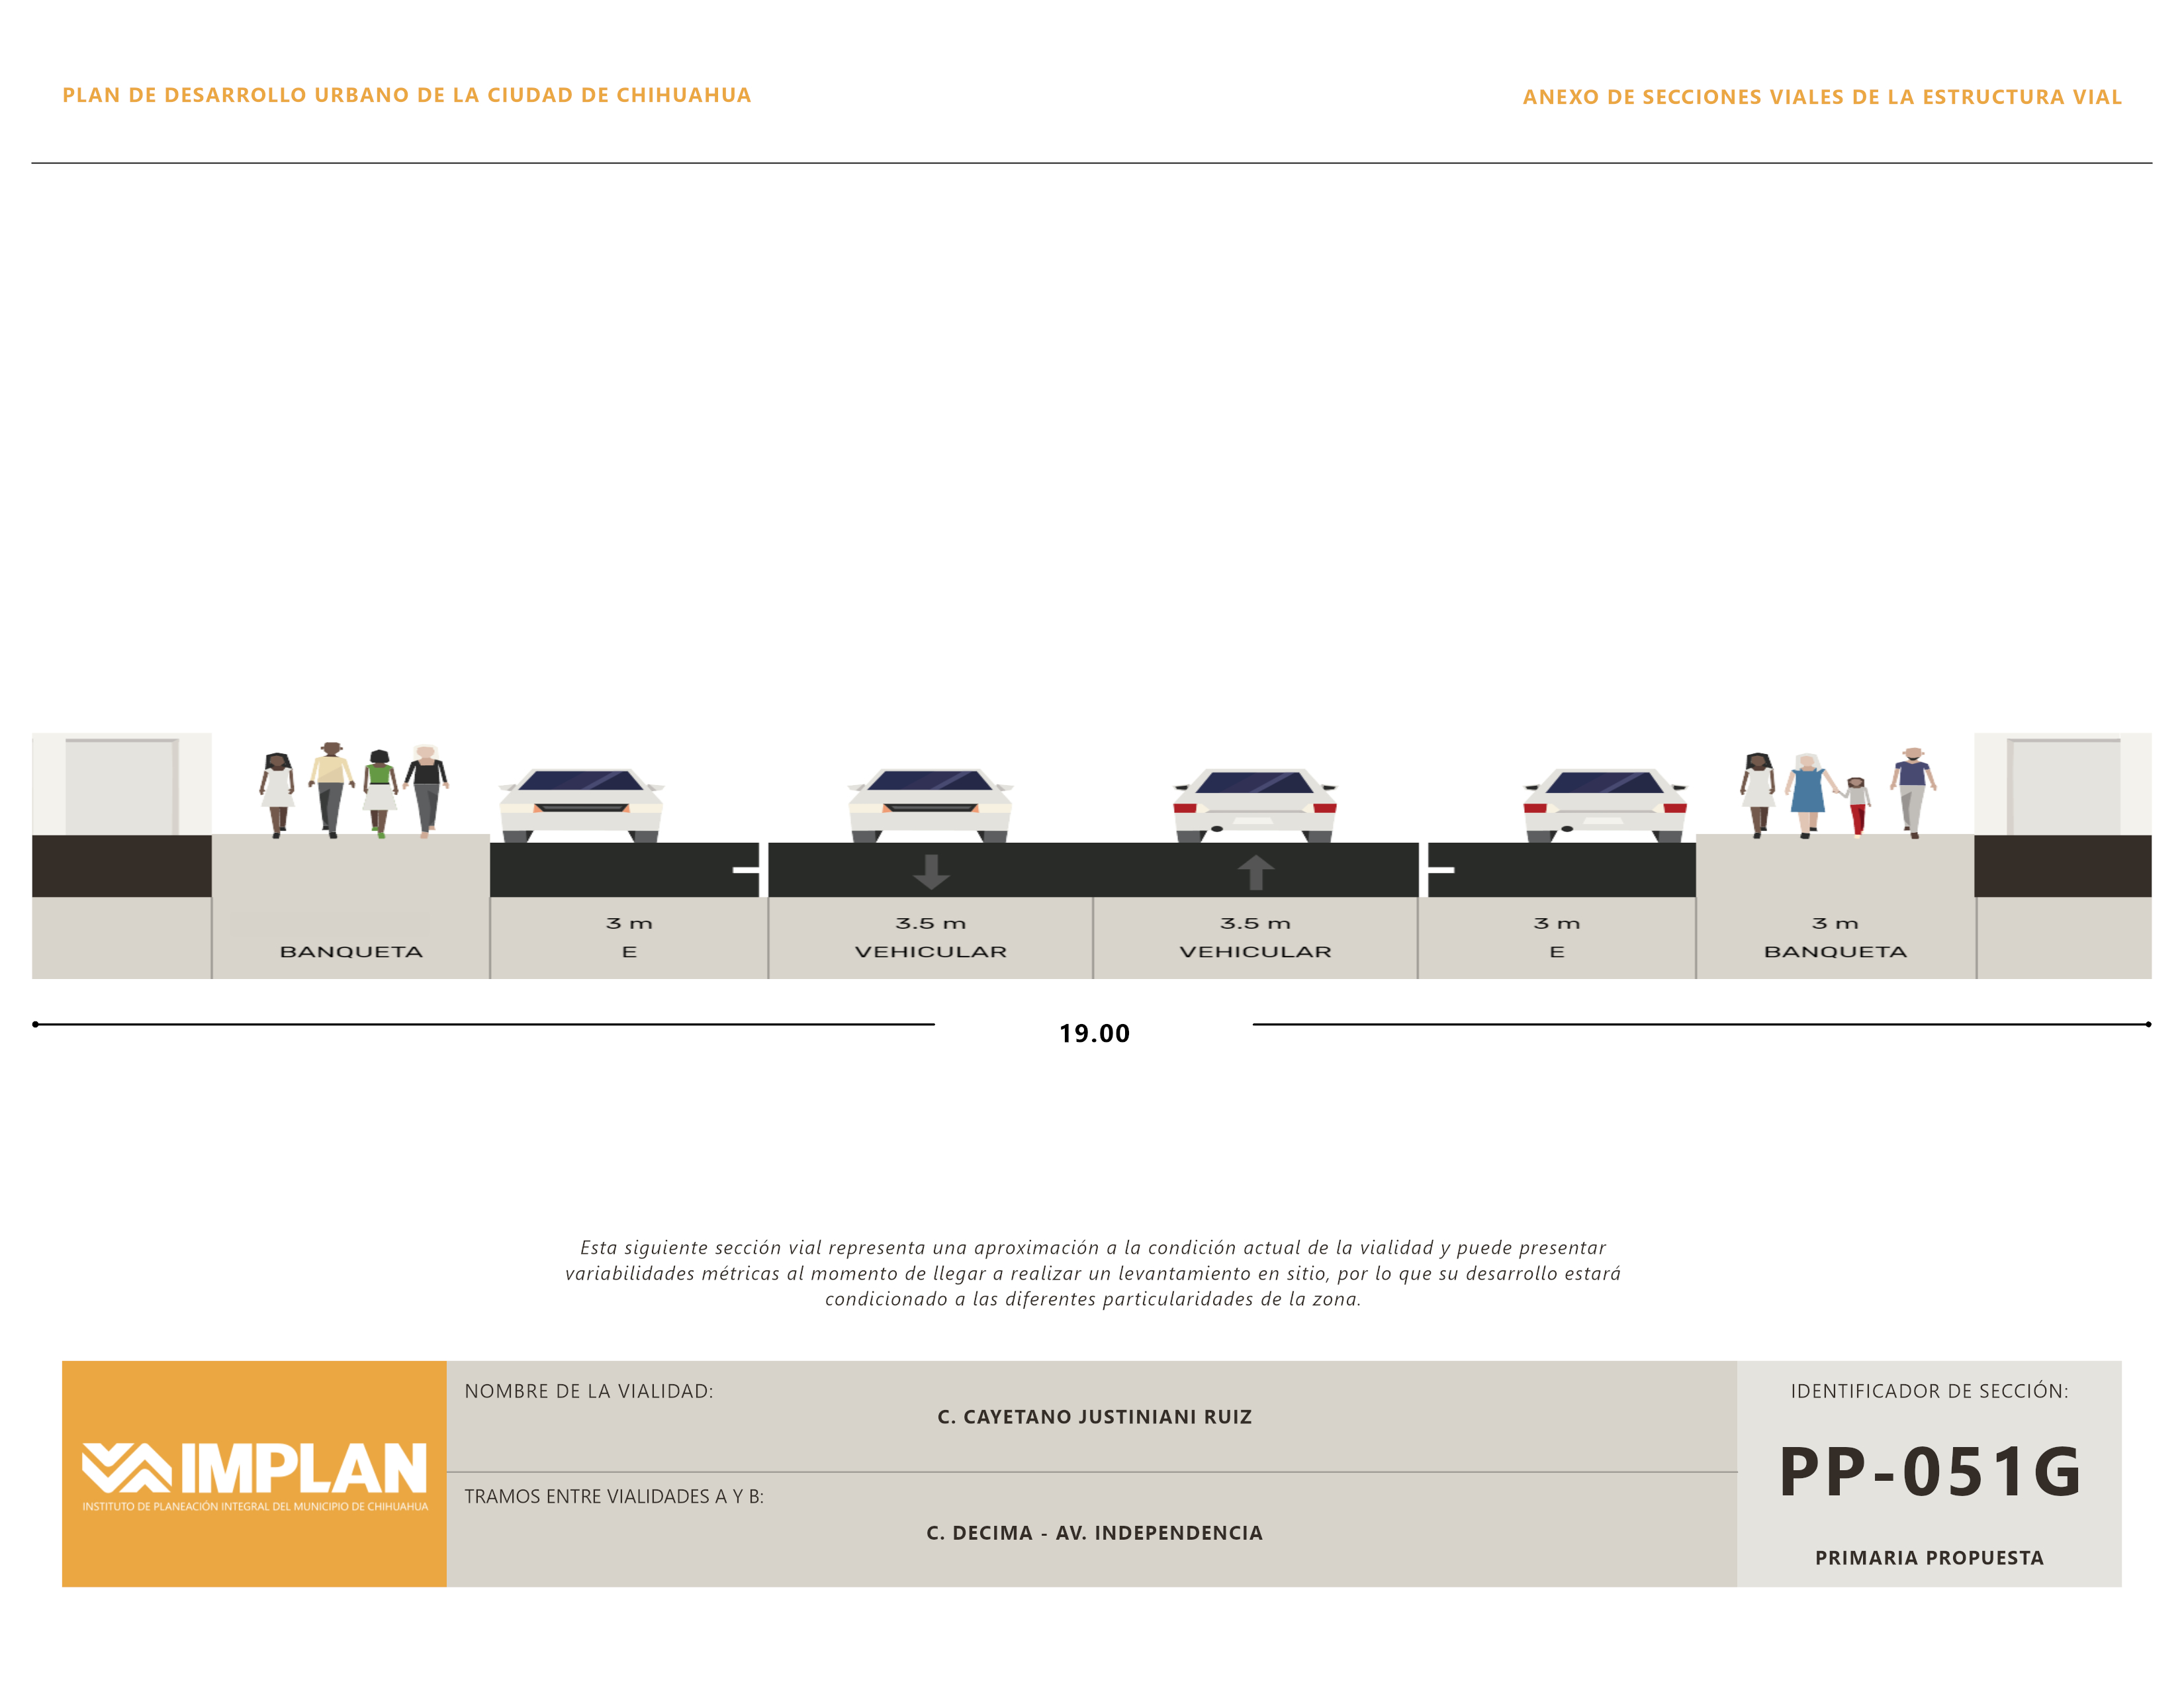 PLAN DE DESARROLLO URBANO DE LA CIUDAD DE CHIHUAHUA
ANEXO DE SECCIONES VIALES DE LA ESTRUCTURA VIAL
BANQUETA
3 m
E
3.5 m
VEHICULAR
3.5 m
VEHICULAR
3 m
E
3 m
BANQUETA
19.00
Esta siguiente sección vial representa una aproximación a la condición actual de la vialidad y puede presentar
variabilidades métricas al momento de llegar a realizar un levantamiento en sitio, por lo que su desarrollo estará
condicionado a las diferentes particularidades de la zona.
IMPLAN
INSTITUTO DE PLANEACIÓN INTEGRAL DEL MUNICIPIO DE CHIHUAHUA
NOMBRE DE LA VIALIDAD:
C. CAYETANO JUSTINIANI RUIZ
TRAMOS ENTRE VIALIDADES A Y B:
C. DECIMA - AV. INDEPENDENCIA
IDENTIFICADOR DE SECCIÓN:
PP-051G
PRIMARIA PROPUESTA